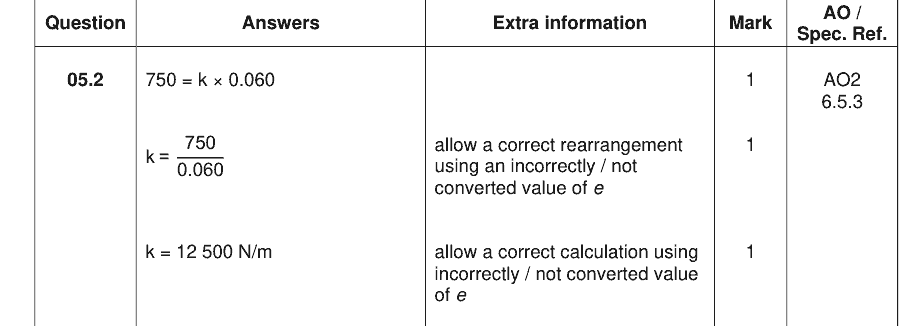 Question Answers Extra information Mark AO /
Spec. Ref.
05.2 750 = k × 0.060 1 AO2
6.5.3
k = 750
0.060
allow a correct rearrangement 1
using an incorrectly / not
converted value of e
k = 12 500 N/m allow a correct calculation using 1
incorrectly / not converted value
of e